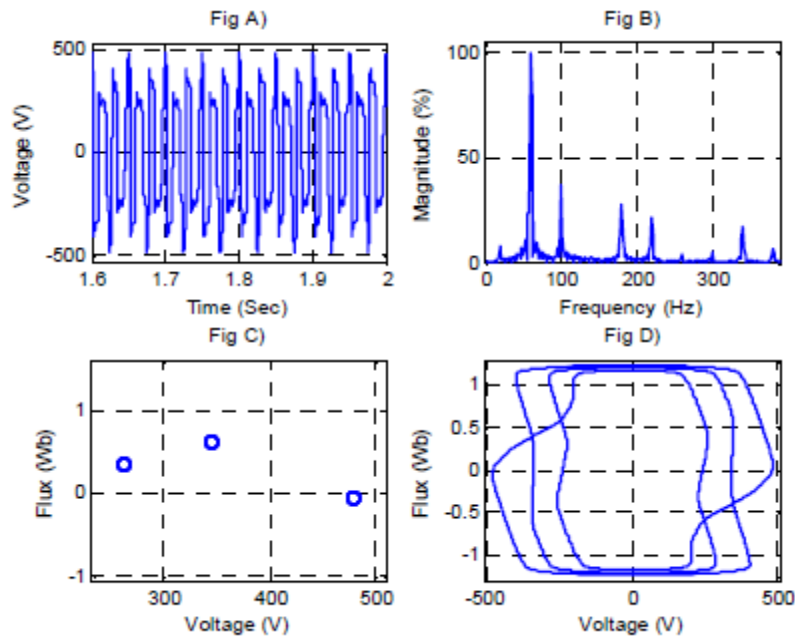 Fig A)
500
0
-500
Voltage (V)
1.6 1.7 1.8 1.9 2
Time (Sec)
Fig B)
100
50
0
Magnitude (%)
0 100 200 300
Frequency (Hz)
Fig C)
1
0
-1
Flux (Wb)
300 400 500
Voltage (V)
Fig D)
1
0.5
0
-0.5
-1
Flux (Wb)
-500 0 500
Voltage (V)